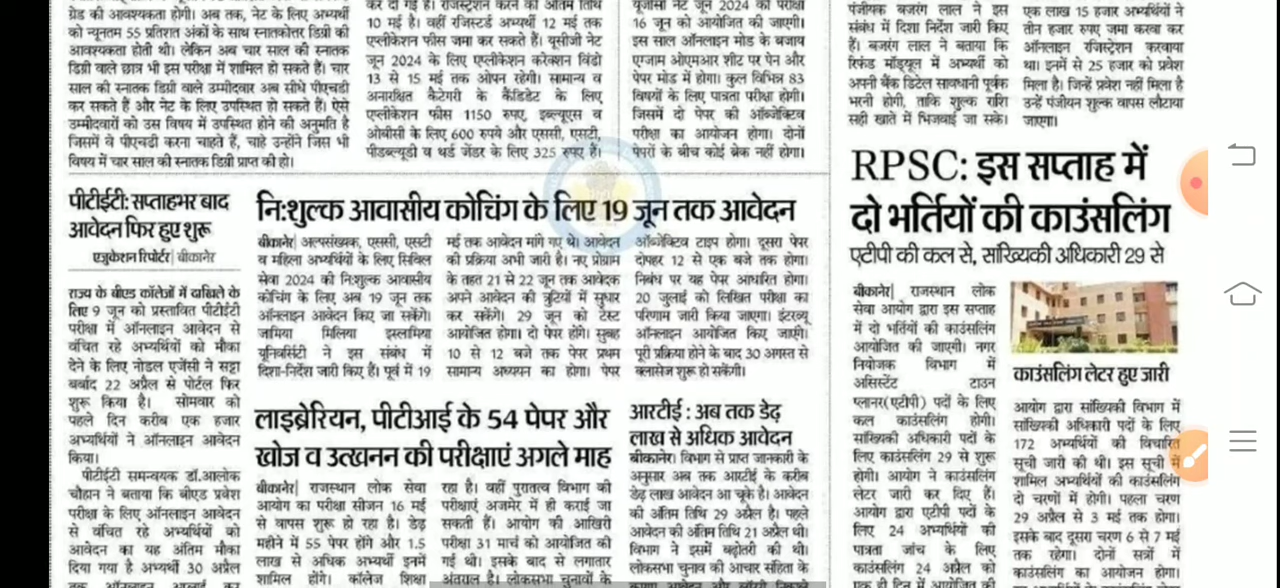 ग्रेड की आवश्यकता होगी। अब तक, नेट के लिए अभ्यर्थी
को न्यूनतम 55 प्रतिशत अंकों के साथ स्नातकोत्तर डिग्री की
आवश्यकता होती थी। लेकिन अब चार साल की स्नातक
डिग्री वाले छात्र भी इस परीक्षा में शामिल हो सकते हैं। चार
साल की स्नातक डिग्री वाले उम्मीदवार अब सीधे पीएचडी
कर सकते हैं और नेट के लिए उपस्थित हो सकते हैं। ऐसे
उम्मीदवारों को उस विषय में उपस्थित होने की अनुमति है
जिसमें वे पीएचडी करना चाहते हैं, चाहे उन्होंने जिस भी
विषय में चार साल की स्नातक डिग्री प्राप्त की हो।
कर दी गई है। रजिस्ट्रेशन करने की अंतिम तिथि
10 मई है। वहीं रजिस्टर्ड अभ्यर्थी 12 मई तक
एप्लीकेशन फीस जमा कर सकते हैं। यूसीजी नेट
जून 2024 के लिए एप्लीकेशन करेक्शन विंडो
13 से 15 मई तक ओपन रहेगी। सामान्य व
अनारक्षित कैटेगरी के कैंडिडेट के लिए
एप्लीकेशन फीस 1150 रुपए, इब्ल्यूएस व
ओबीसी के लिए 600 रुपये और एससी, एसटी,
पीडब्ल्यूडी व थर्ड जेंडर के लिए 325 रुपए हैं।
यूजीसी नेट जून 2024 की परीक्षा
16 जून को आयोजित की जाएगी।
इस साल ऑनलाइन मोड के बजाय
एग्जाम ओएमआर शीट पर पेन और
पेपर मोड में होगा। कुल विभिन्न 83
विषयों के लिए पात्रता परीक्षा होगी।
जिसमें दो पेपर की ऑब्जेक्टिव
परीक्षा का आयोजन होगा। दोनों
पेपरों के बीच कोई ब्रेक नहीं होगा।
पंजीयक बजरंग लाल ने इस
संबंध में दिशा निर्देश जारी किए
हैं। बजरंग लाल ने बताया कि
रिफंड मॉड्यूल में अभ्यर्थी को
अपनी बैंक डिटेल सावधानी पूर्वक
भरनी होगी, ताकि शुल्क राशि
सही खाते में भिजवाई जा सके।
एक लाख 15 हजार अभ्यर्थियों ने
तीन हजार रुपए जमा करवा कर
ऑनलाइन रजिस्ट्रेशन करवाया
था। इनमें से 25 हजार को प्रवेश
मिला है। जिन्हें प्रवेश नहीं मिला है
उन्हें पंजीयन शुल्क वापस लौटाया
जाएगा।
पीटीईटी: सप्ताहभर बाद
आवेदन फिर हुए शुरू
एजुकेशन रिपोर्टर| बीकानेर
राज्य के बीएड कॉलेजों में दाखिले के
लिए 9 जून को प्रस्तावित पीटीईटी
परीक्षा में ऑनलाइन आवेदन से
वंचित रहे अभ्यर्थियों को मौका
देने के लिए नोडल एजेंसी ने सट्टा
बर्बाद 22 अप्रैल से पोर्टल फिर
शुरू किया है। सोमवार को
पहले दिन करीब एक हजार
अभ्यर्थियों ने ऑनलाइन आवेदन
किया।
पीटीईटी समन्वयक डॉ.आलोक
चौहान ने बताया कि बीएड प्रवेश
परीक्षा के लिए ऑनलाइन आवेदन
से वंचित रहे अभ्यर्थियों को
आवेदन का यह अंतिम मौका
दिया गया है अभ्यर्थी 30 अप्रैल
तक ऑनलाइन अप्लाई कर
नि:शुल्क आवासीय कोचिंग के लिए 19 जून तक आवेदन
बीकानेर| अल्पसंख्यक, एससी, एसटी
व महिला अभ्यर्थियों के लिए सिविल
सेवा 2024 की नि:शुल्क आवासीय
कोचिंग के लिए अब 19 जून तक
ऑनलाइन आवेदन किए जा सकेंगे।
जामिया मिलिया इस्लामिया
यूनिवर्सिटी ने इस संबंध में
दिशा-निर्देश जारी किए हैं। पूर्व में 19
मई तक आवेदन मांगे गए थे। आवेदन
की प्रक्रिया अभी जारी है। नए प्रोग्राम
के तहत 21 से 22 जून तक आवेदक
अपने आवेदन की त्रुटियों में सुधार
कर सकेंगे। 29 जून को टेस्ट
आयोजित होगा। दो पेपर होंगे। सुबह
10 से 12 बजे तक पेपर प्रथम
सामान्य अध्ययन का होगा। पेपर
ऑब्जेक्टिव टाइप होगा। दूसरा पेपर
दोपहर 12 से एक बजे तक होगा।
निबंध पर यह पेपर आधारित होगा।
20 जुलाई को लिखित परीक्षा का
परिणाम जारी किया जाएगा। इंटरव्यू
ऑनलाइन आयोजित किए जाएगी।
पूरी प्रक्रिया होने के बाद 30 अगस्त से
क्लासेज शुरू हो सकेंगी।
लाइब्रेरियन, पीटीआई के 54 पेपर और
खोज व उत्खनन की परीक्षाएं अगले माह
बीकानेर| राजस्थान लोक सेवा
आयोग का परीक्षा सीजन 16 मई
से वापस शुरू हो रहा है। डेढ़
महीने में 55 पेपर होंगे और 1.5
लाख से अधिक अभ्यर्थी इनमें
शामिल होंगे। कॉलेज शिक्षा
रहा है। वहीं पुरातत्व विभाग की
परीक्षाएं अजमेर में ही कराई जा
सकती हैं। आयोग की आखिरी
परीक्षा 31 मार्च को आयोजित की
गई थी। इसके बाद से लगातार
अंतराल है। लोकसभा चुनावों के
आरटीई : अब तक डेढ़
लाख से अधिक आवेदन
बीकानेर| विभाग से प्राप्त जानकारी के
अनुसार अब तक आरटीई के करीब
डेढ़ लाख आवेदन आ चुके है। आवेदन
की अंतिम तिथि 29 अप्रैल है। पहले
आवेदन की अंतिम तिथि 21 अप्रैल थी।
विभाग ने इसमें बढ़ोतरी की थी।
लोकसभा चुनाव की आचार संहिता के
RPSC: इस सप्ताह में
दो भर्तियों की काउंसलिंग
एटीपी की कल से, सांख्यिकी अधिकारी 29 से
बीकानेर| राजस्थान लोक
सेवा आयोग द्वारा इस सप्ताह
में दो भर्तियों की काउंसलिंग
आयोजित की जाएगी। नगर
नियोजक विभाग में
असिस्टेंट टाउन
प्लानर(एटीपी) पदों के लिए
कल काउंसलिंग होगी।
सांख्यिकी अधिकारी पदों के
लिए काउंसलिंग 29 से शुरू
होगी। आयोग ने काउंसलिंग
लेटर जारी कर दिए हैं।
आयोग द्वारा एटीपी पदों के
लिए 24 अभ्यर्थियों की
पात्रता जांच के लिए
काउंसलिंग 24 अप्रैल को
एक ही दिन में आयोजित की
काउंसलिंग लेटर हुए जारी
आयोग द्वारा सांख्यिकी विभाग में
सांख्यिकी अधिकारी पदों के लिए
172 अभ्यर्थियों की विचारित
सूची जारी की थी। इस सूची में
शामिल अभ्यर्थियों की काउंसलिंग
दो चरणों में होगी। पहला चरण
29 अप्रैल से 3 मई तक होगा।
इसके बाद दूसरा चरण 6 से 7 मई
तक रहेगा। दोनों सत्रों में
काउंसलिंग का आयोजन होगा।